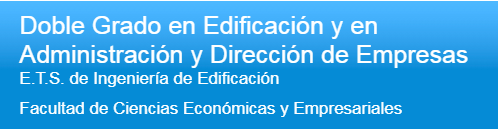 Doble Grado en Edificación y en
Administración y Dirección de Empresas
E.T.S. de Ingeniería de Edificación
Facultad de Ciencias Económicas y Empresariales